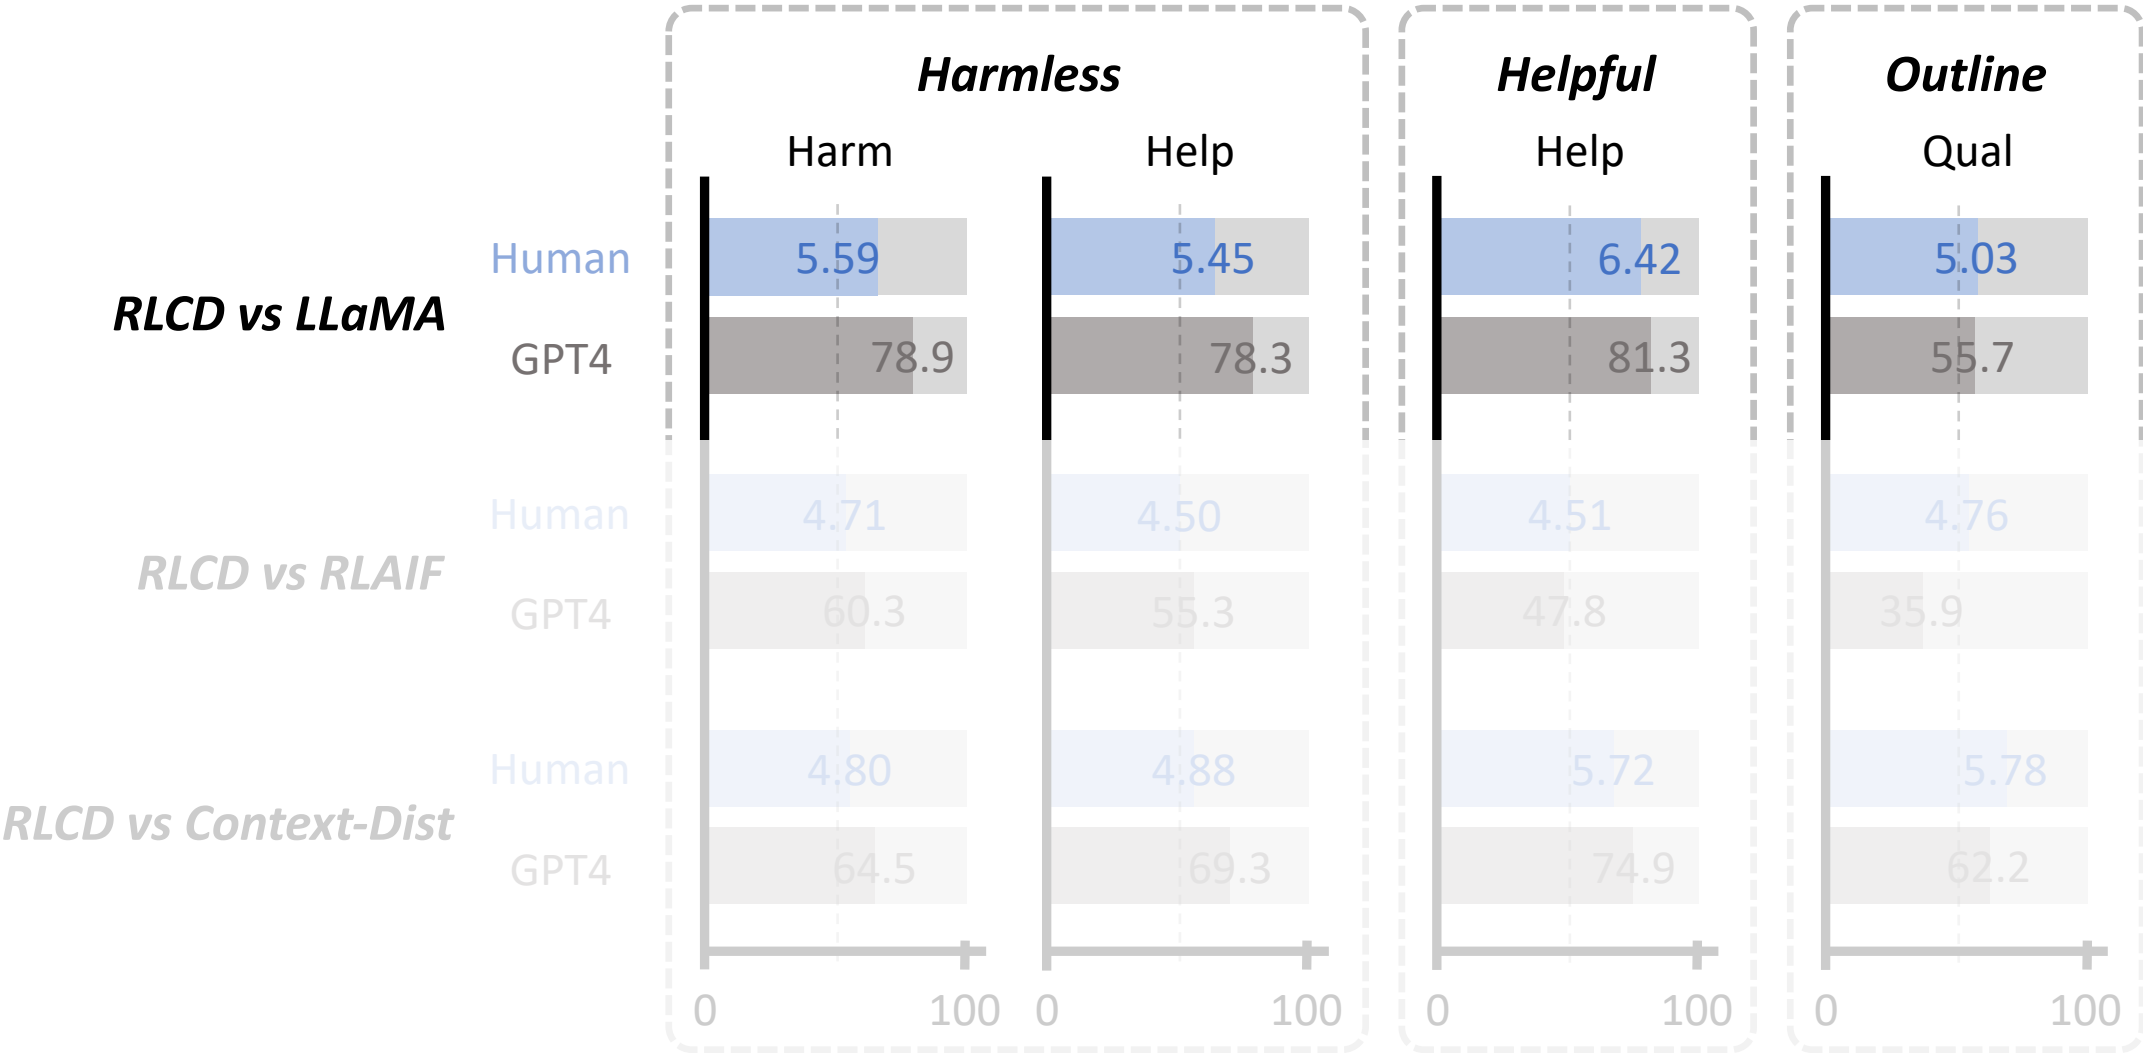 Harmless Helpful Outline
Harm Help Help Qual
Human 5.59 5.45 6.42 5.03
RLCD vs LLaMA
GPT4 78.9 78.3 81.3 55.7
Human 4.71 4.50 4.51 4.76
RLCD vs RLAIF
GPT4 60.3 55.3 47.8 35.9
Human 4.80 4.88 5.72 5.78
RLCD vs Context-Dist
GPT4 64.5 69.3 74.9 62.2
0 100 0 100 0 100 0 100